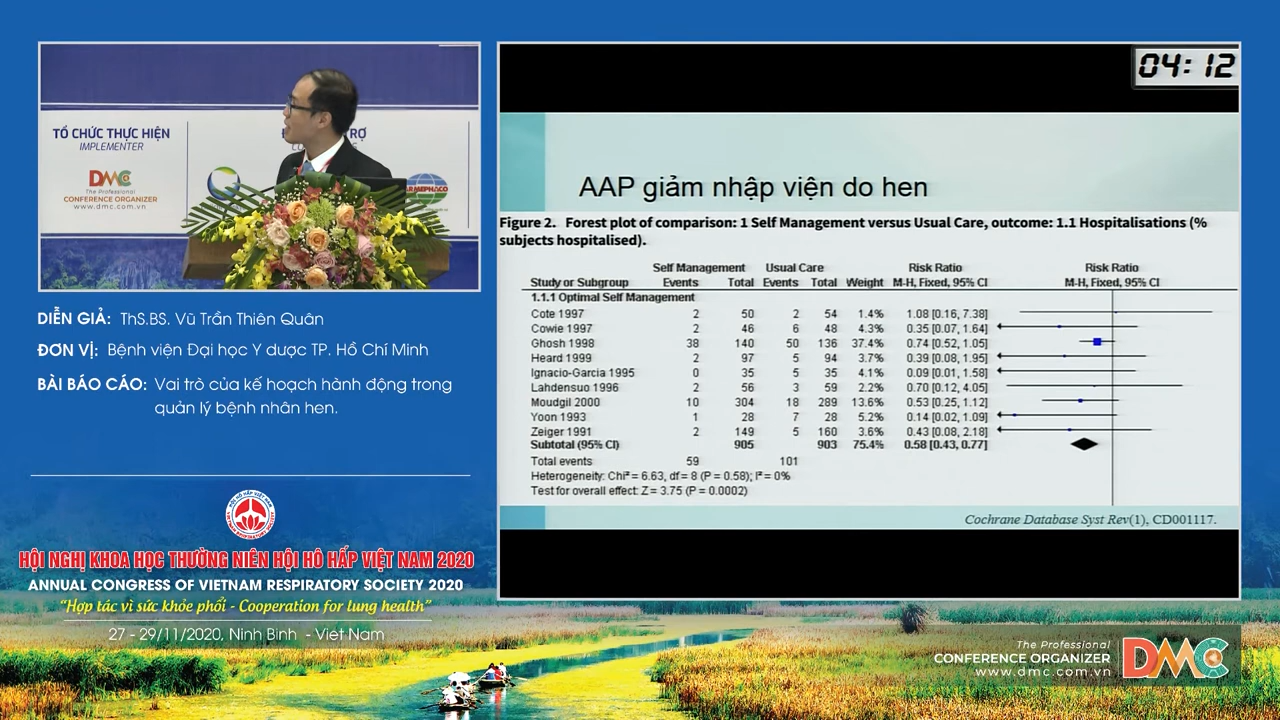 TỔ CHỨC THỰC HIỆN
IMPLEMENTER
DMC
The Professional
CONFERENCE ORGANIZER
www.dmc.com.vn
RỢ
DIỄN GIẢ: ThS.BS. Vũ Trần Thiên Quân
ĐƠN VỊ: Bệnh viện Đại học Y dược TP. Hồ Chí Minh
BÀI BÁO CÁO: Vai trò của kế hoạch hành động trong
quản lý bệnh nhân hen.
HỘI NGHỊ KHOA HỌC THƯỜNG NIÊN HỘI HÔ HẤP VIỆT NAM 2020
ANNUAL CONGRESS OF VIETNAM RESPIRATORY SOCIETY 2020
"Hợp tác vì sức khỏe phổi - Cooperation for lung health"
27 - 29/11/2020, Ninh Bình - Viet Nam
04:12
AAP giảm nhập viện do hen
Figure 2. Forest plot of comparison: 1 Self Management versus Usual Care, outcome: 1.1 Hospitalisations (%
subjects hospitalised).
Self Management Usual Care Risk Ratio Risk Ratio
Study or Subgroup Events Total Events Total Weight M-H, Fixed, 95% CI M-H, Fixed, 95% CI
1.1.1 Optimal Self Management
Cote 1997 2 50 2 54 1.4% 1.08 [0.16, 7.38]
Cowie 1997 2 46 6 48 4.3% 0.35 [0.07, 1.64]
Ghosh 1998 38 140 50 136 37.4% 0.74 [0.52, 1.05]
Heard 1999 2 97 5 94 3.7% 0.39 [0.08, 1.95]
Ignacio-Garcia 1995 0 35 5 35 4.1% 0.09 [0.01, 1.58]
Lahdensuo 1996 2 56 3 59 2.2% 0.70 [0.12, 4.05]
Moudgil 2000 10 304 18 289 13.6% 0.53 [0.25, 1.12]
Yoon 1993 1 28 7 28 5.2% 0.14 [0.02, 1.09]
Zeiger 1991 2 149 5 160 3.6% 0.43 [0.08, 2.18]
Subtotal (95% CI) 905 903 75.4% 0.58 [0.43, 0.77]
Total events 59 101
Heterogeneity: Chi² = 6.63, df = 8 (P = 0.58); I² = 0%
Test for overall effect: Z = 3.75 (P = 0.0002)
Cochrane Database Syst Rev(1), CD001117.
The Professional
CONFERENCE ORGANIZER
www.dmc.com.vn
DMC